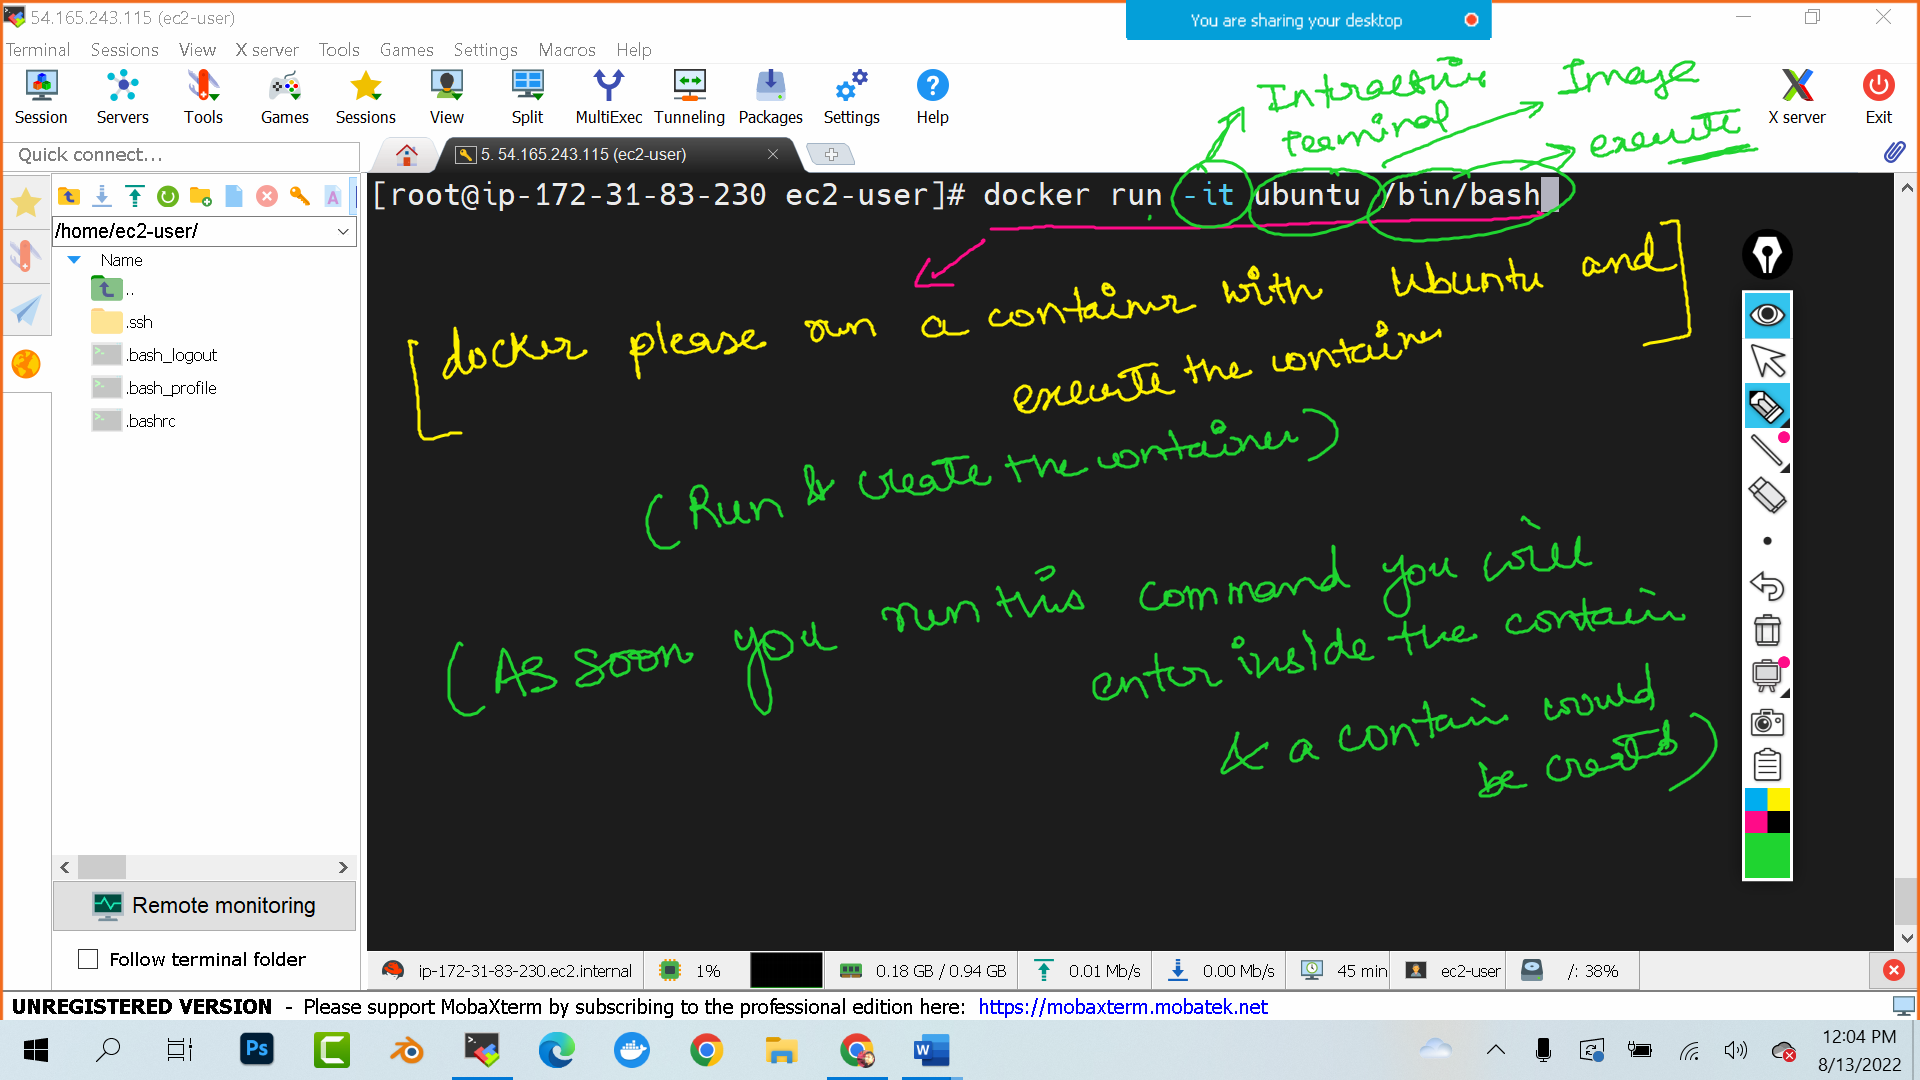 54.165.243.115 (ec2-user)
You are sharing your desktop
Terminal Sessions View X server Tools Games Settings Macros Help
Session Servers Tools Games Sessions View Split MultiExec Tunneling Packages Settings Help
X server Exit
Intractive
terminal
Image
execute
Quick connect...
5. 54.165.243.115 (ec2-user)
[root@ip-172-31-83-230 ec2-user]# docker run -it ubuntu /bin/bash
/home/ec2-user/
Name
..
.ssh
.bash_logout
.bash_profile
.bashrc
[docker please run a container with Ubuntu and]
execute the container
(Run & create the container)
(As soon you run this command you will
enter inside the contain
& a contain would
be created)
Remote monitoring
Follow terminal folder
ip-172-31-83-230.ec2.internal 1% 0.18 GB / 0.94 GB 0.01 Mb/s 0.00 Mb/s 45 min ec2-user /: 38%
UNREGISTERED VERSION - Please support MobaXterm by subscribing to the professional edition here: https://mobaxterm.mobatek.net
Ps
W
12:04 PM
8/13/2022